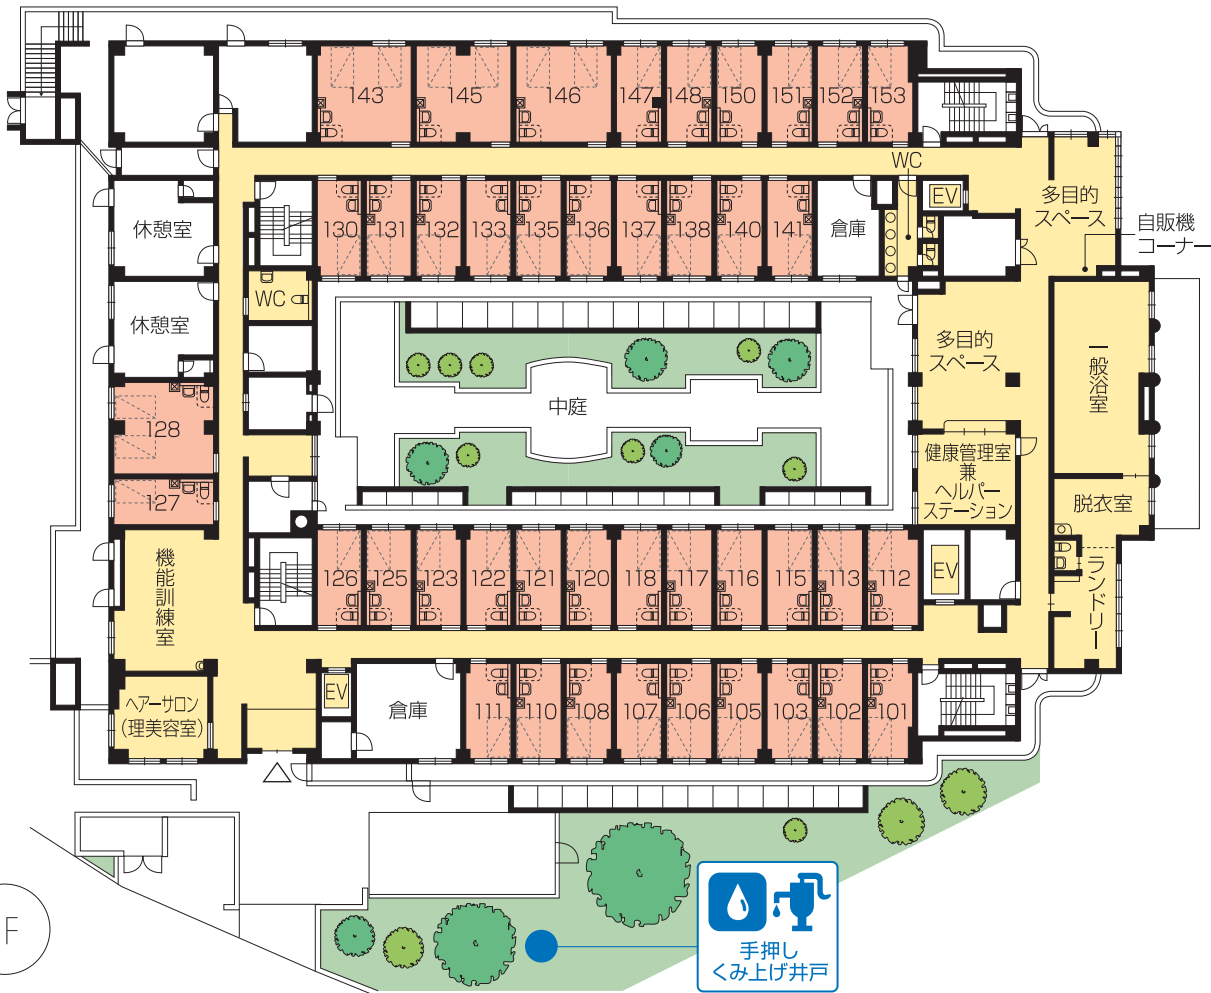 143
145
146
147
148
150
151
152
153
WC
EV
多目的
スペース
自販機
コーナー
休憩室
130
131
132
133
135
136
137
138
140
141
倉庫
WC
休憩室
多目的
スペース
一般浴室
中庭
128
127
健康管理室
兼
ヘルパー
ステーション
脱衣室
機能訓練室
126
125
123
122
121
120
118
117
116
115
113
112
EV
ランドリー
ヘアーサロン
(理美容室)
EV
倉庫
111
110
108
107
106
105
103
102
101
F
手押し
くみ上げ井戸